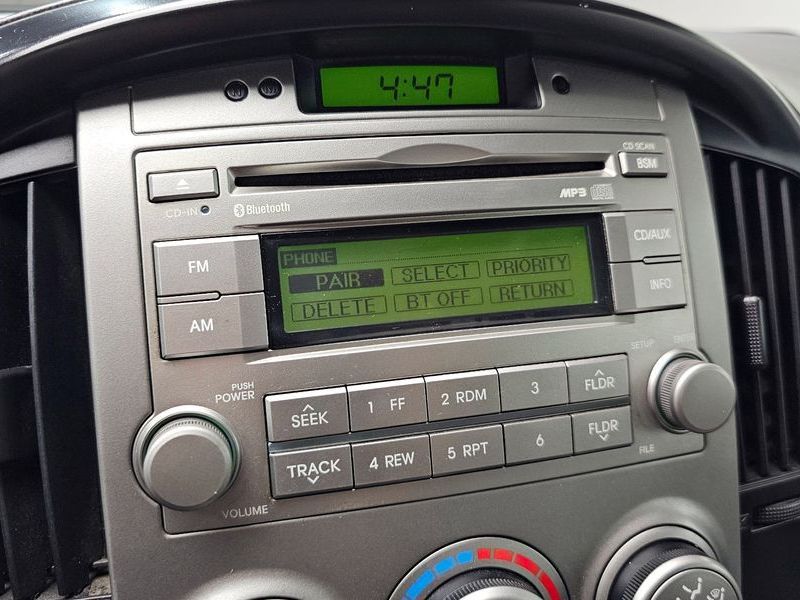 4:47
CD SCAN
BSM
CD-IN
Bluetooth
MP3
FM
AM
PHONE
PAIR SELECT PRIORITY
DELETE BT OFF RETURN
CD/AUX
INFO
SETUP ENTER
PUSH
POWER
VOLUME
SEEK 1 FF 2 RDM 3 FLDR
TRACK 4 REW 5 RPT 6 FLDR
FILE